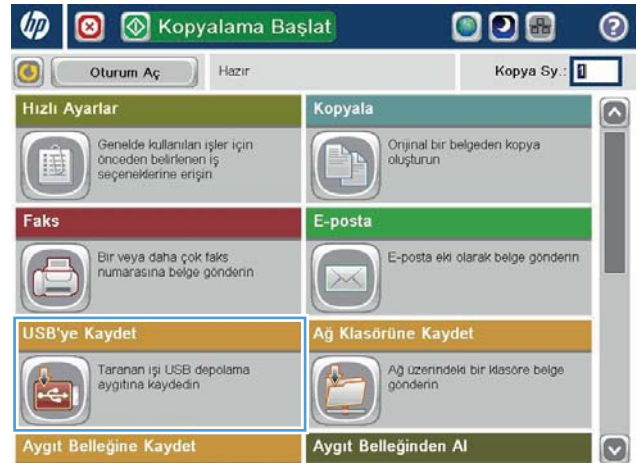 hp Kopyalama Başlat ?
Oturum Aç Hazır Kopya Sy.: 1
Hızlı Ayarlar
Genelde kullanılan işler için
önceden belirlenen iş
seçeneklerine erişin
Kopyala
Orijinal bir belgeden kopya
oluşturun
Faks
Bir veya daha çok faks
numarasına belge gönderin
E-posta
E-posta eki olarak belge gönderin
USB'ye Kaydet
Taranan işi USB depolama
aygıtına kaydedin
Ağ Klasörüne Kaydet
Ağ üzerindeki bir klasöre belge
gönderin
Aygıt Belleğine Kaydet
Aygıt Belleğinden Al